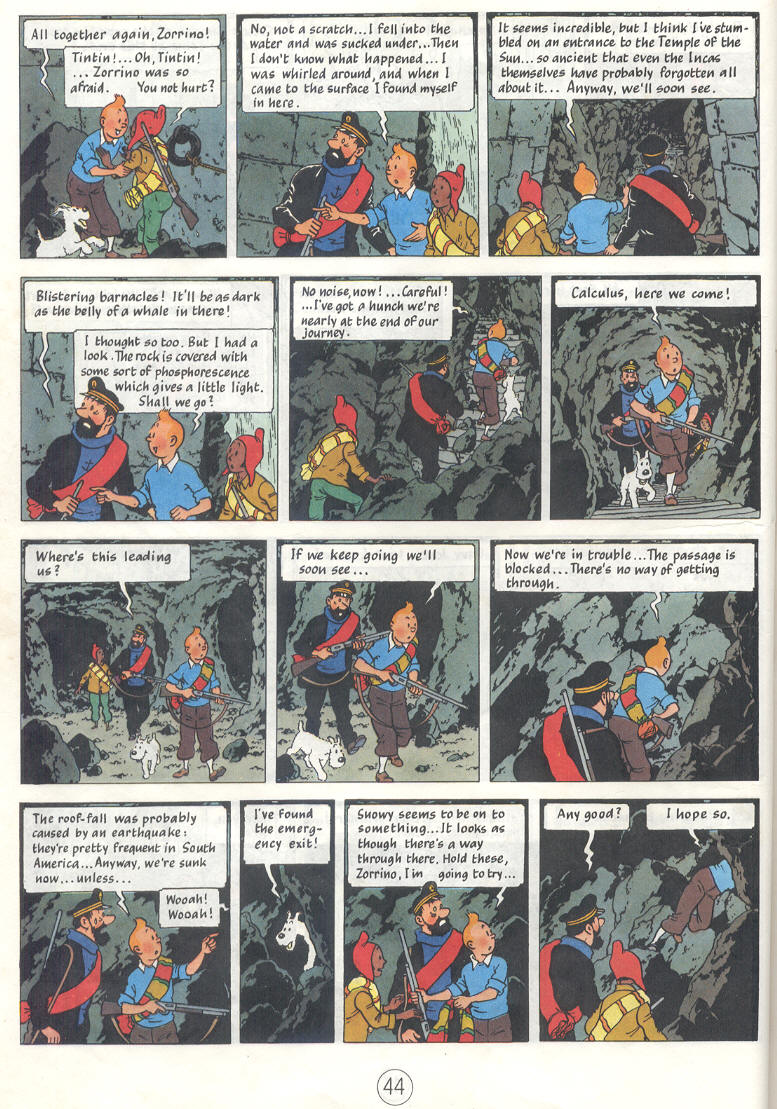 All together again, Zorrino!
Tintin!... Oh, Tintin!
... Zorrino was so
afraid. You not hurt?
No, not a scratch... I fell into the
water and was sucked under... Then
I don't know what happened... I
was whirled around, and when I
came to the surface I found myself
in here.
It seems incredible, but I think I've stum-
bled on an entrance to the Temple of the
Sun... so ancient that even the Incas
themselves have probably forgotten all
about it... Anyway, we'll soon see.
Blistering barnacles! It'll be as dark
as the belly of a whale in there!
I thought so too. But I had a
look. The rock is covered with
some sort of phosphorescence
which gives a little light.
Shall we go?
No noise, now!... Careful!
...I've got a hunch we're
nearly at the end of our
journey.
Calculus, here we come!
Where's this leading
us?
If we keep going we'll
soon see...
Now we're in trouble... The passage is
blocked... There's no way of getting
through.
The roof-fall was probably
caused by an earthquake:
they're pretty frequent in South
America... Anyway, we're sunk
now... unless...
Wooah!
Wooah!
I've found
the emerg-
ency exit!
Snowy seems to be on to
something... It looks as
though there's a way
through there. Hold these,
Zorrino, I'm going to try...
Any good?
I hope so.
44